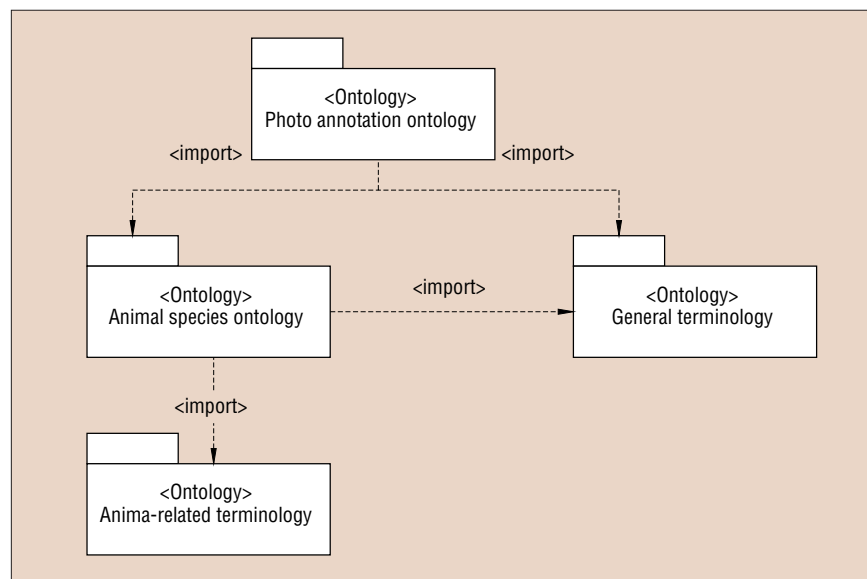 <Ontology>
Photo annotation ontology
<import>
<import>
<Ontology>
Animal species ontology
<import>
<Ontology>
General terminology
<import>
<Ontology>
Anima-related terminology